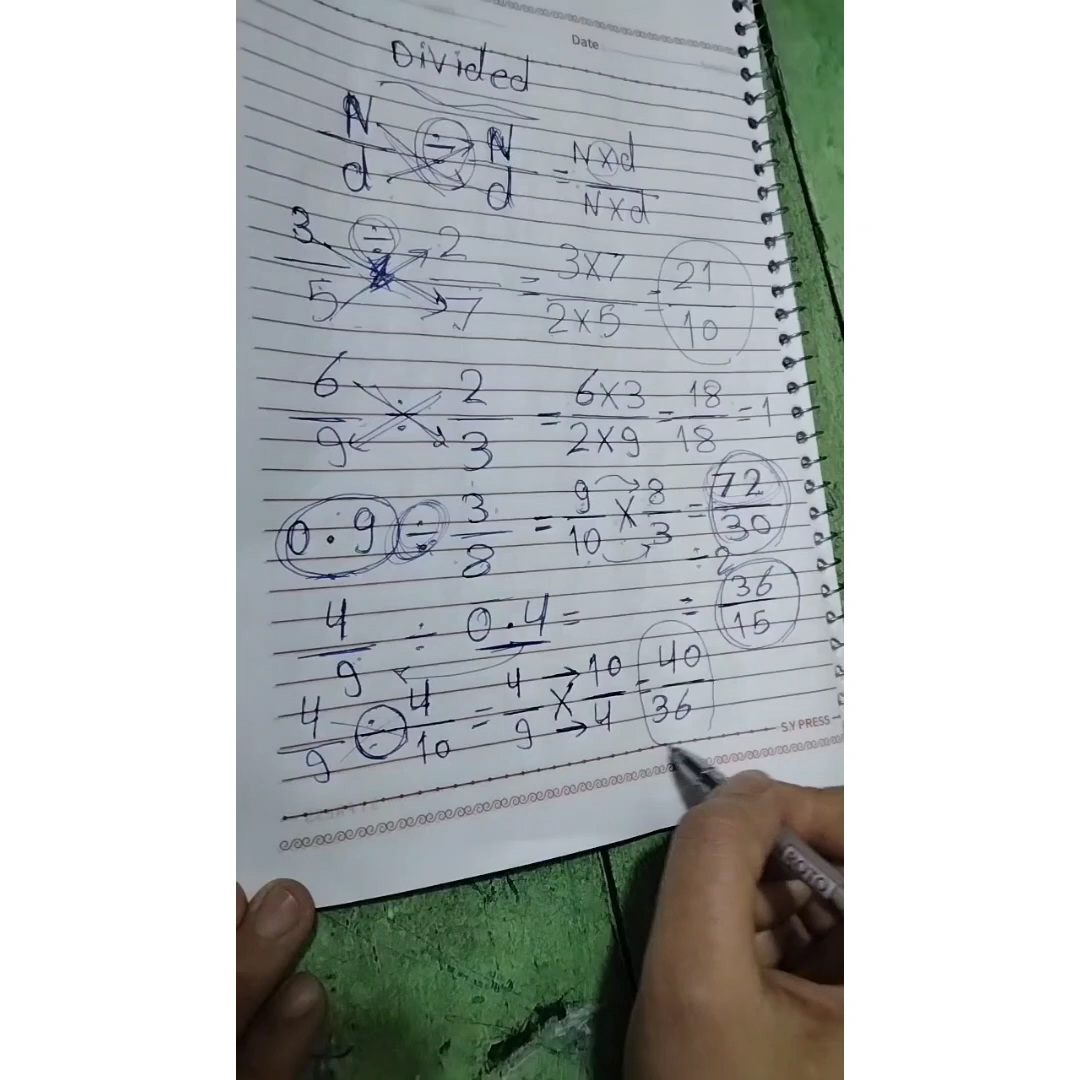 Date
Divided
N/d ÷ N/d = N×d/N×d
3/5 ÷ 2/7 = 3×7/2×5 = 21/10
6/9 ÷ 2/3 = 6×3/2×9 = 18/18 = 1
0.9 ÷ 3/8 = 9/10 × 8/3 = 72/30
÷ 2
4/9 ÷ 0.4 = = 36/15
4/9 ÷ 4/10 = 4/9 × 10/4 = 40/36
S.Y PRESS
ROTO